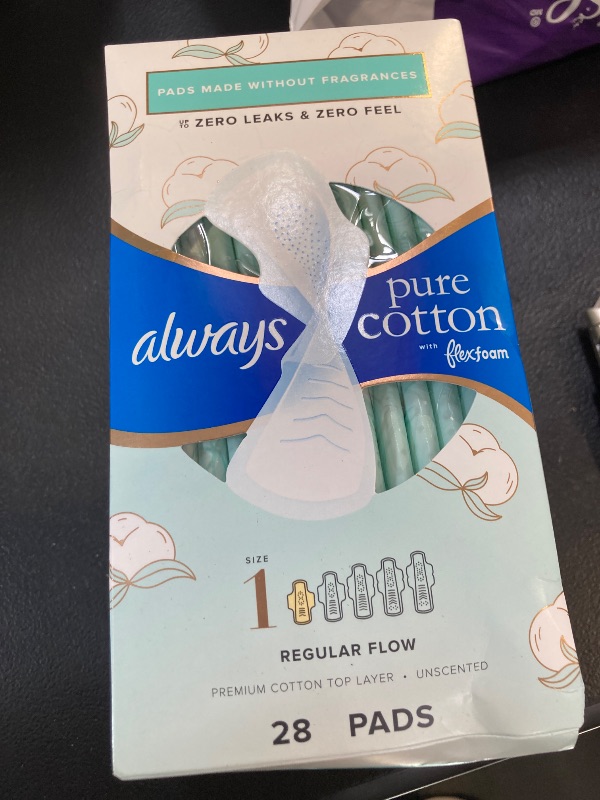 PADS MADE WITHOUT FRAGRANCES
UP TO ZERO LEAKS & ZERO FEEL
always
pure
cotton
with flexfoam
SIZE
1
REGULAR FLOW
PREMIUM COTTON TOP LAYER • UNSCENTED
28 PADS